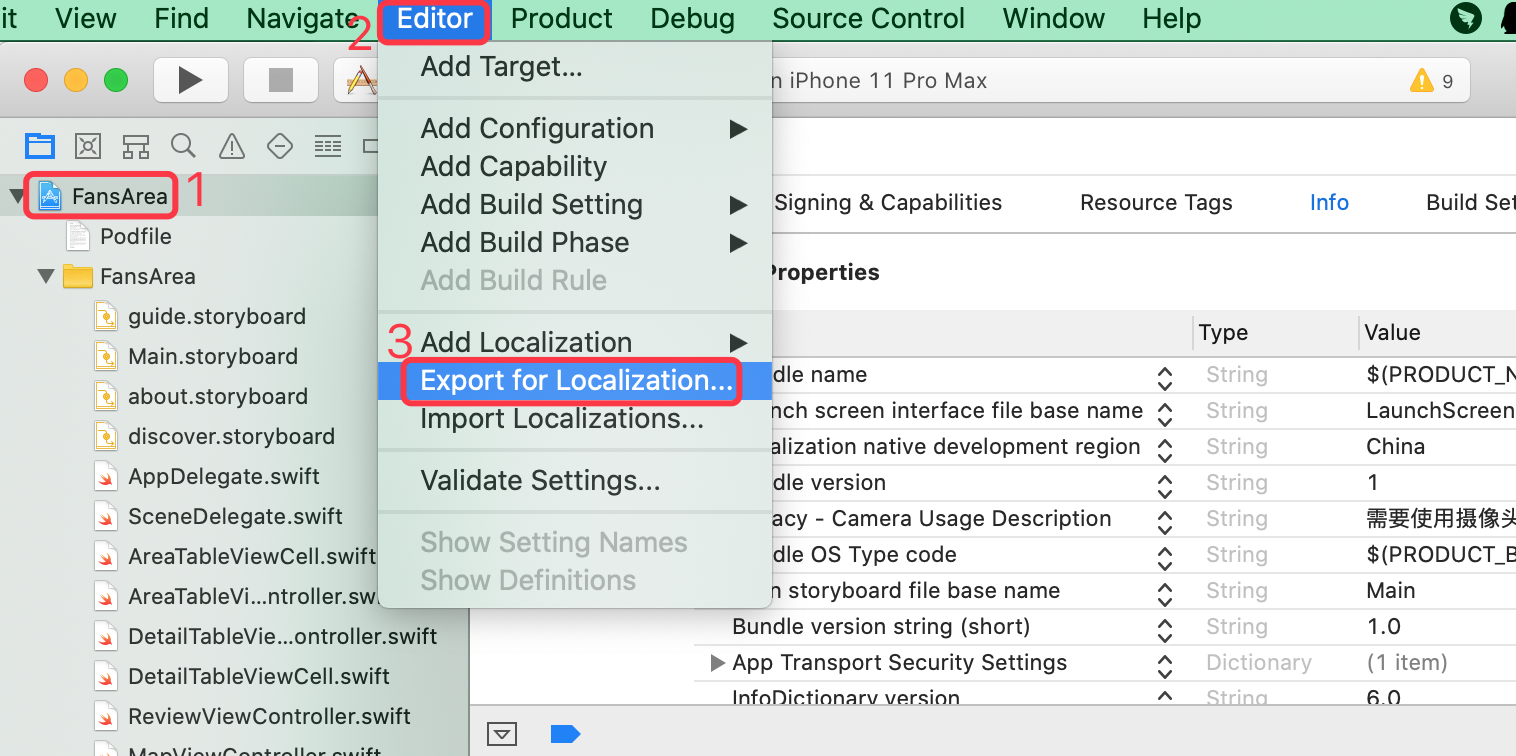 it View Find Navigate Editor Product Debug Source Control Window Help
2
Add Target...
n iPhone 11 Pro Max
9
Add Configuration
Add Capability
Add Build Setting
Add Build Phase
Add Build Rule
3
Add Localization
Export for Localization...
Import Localizations...
Validate Settings...
Show Setting Names
Show Definitions
FansArea
1
Podfile
FansArea
guide.storyboard
Main.storyboard
about.storyboard
discover.storyboard
AppDelegate.swift
SceneDelegate.swift
AreaTableViewCell.swift
AreaTableVi...ntroller.sw
DetailTableVie...ontroller.swift
DetailTableViewCell.swift
ReviewViewController.swift
MapViewController.swift
Signing & Capabilities Resource Tags Info Build Set
Properties
Type Value
dle name String $(PRODUCT_N
nch screen interface file base name String LaunchScreen
alization native development region String China
dle version String 1
acy - Camera Usage Description String 需要使用摄像头
dle OS Type code String $(PRODUCT_B
n storyboard file base name String Main
Bundle version string (short) String 1.0
App Transport Security Settings Dictionary (1 item)
InfoDictionary version String 6.0